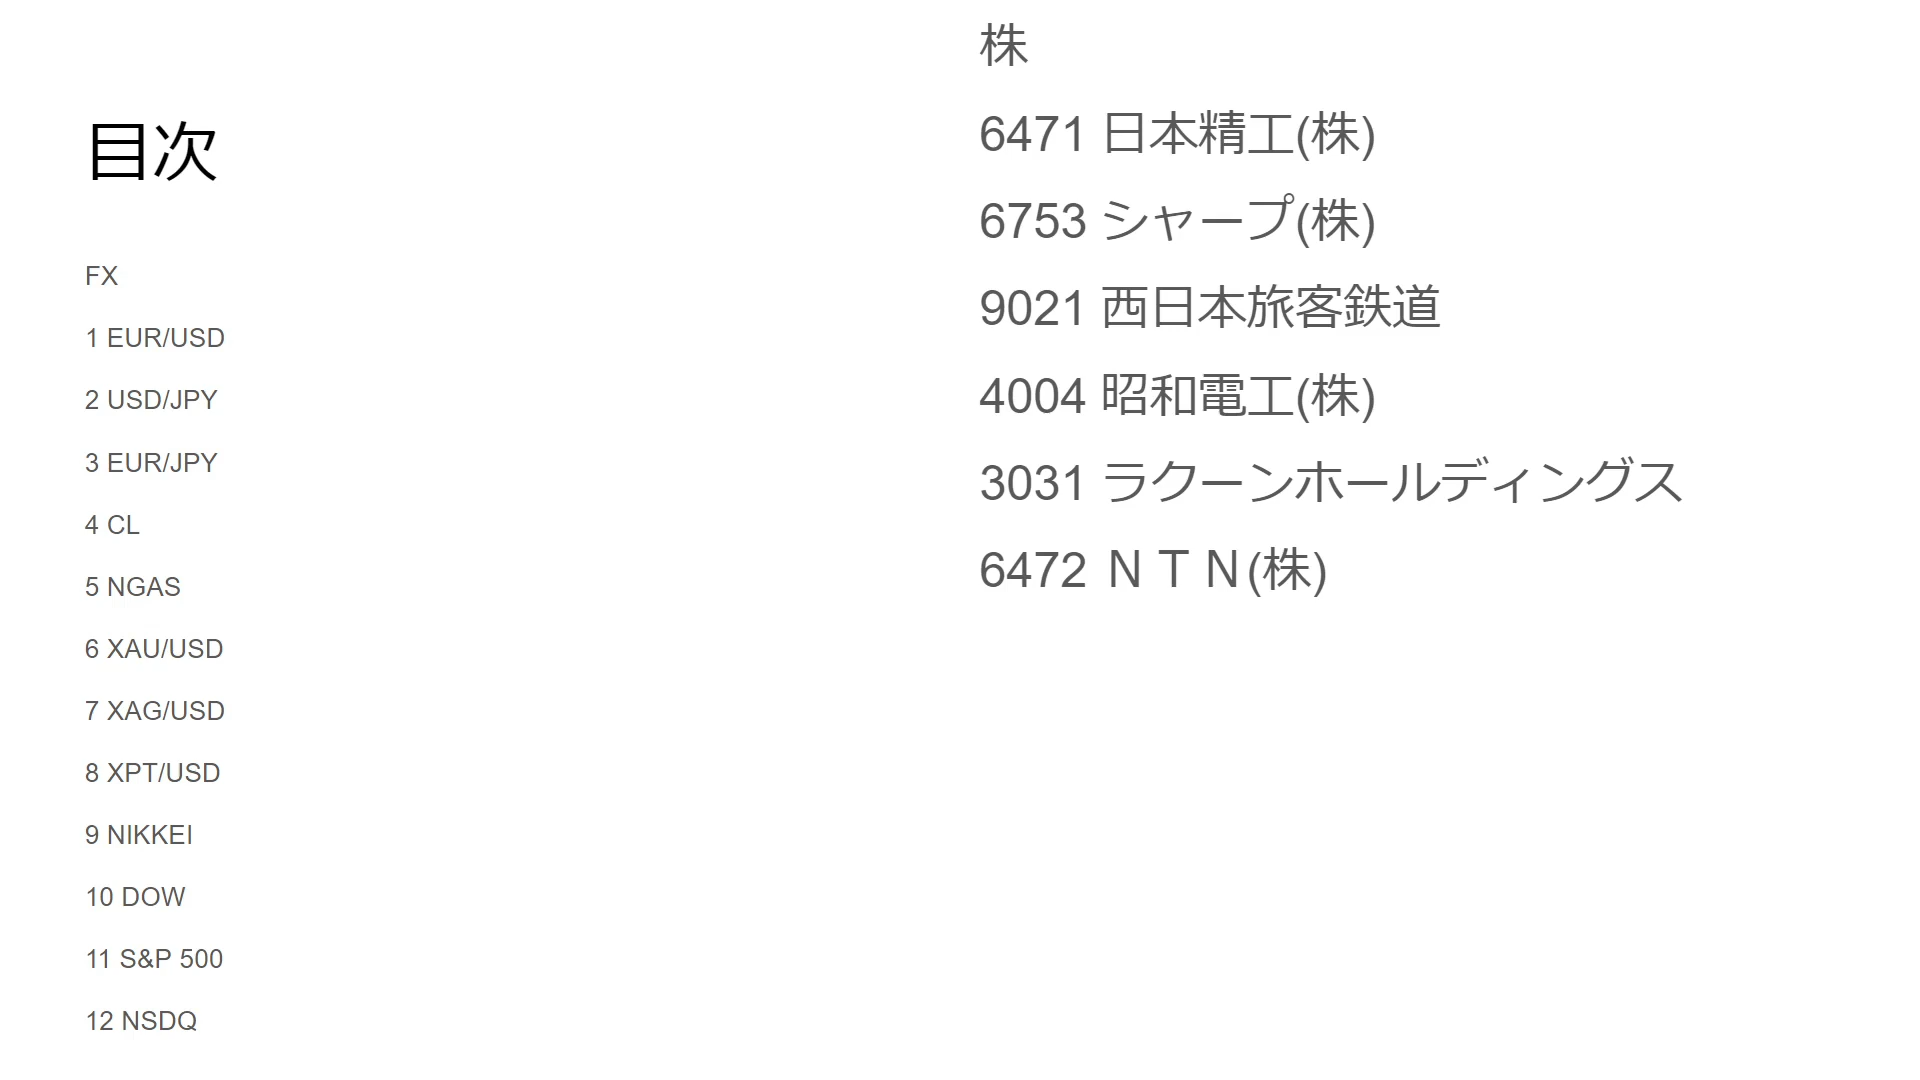 目次
FX
1 EUR/USD
2 USD/JPY
3 EUR/JPY
4 CL
5 NGAS
6 XAU/USD
7 XAG/USD
8 XPT/USD
9 NIKKEI
10 DOW
11 S&P 500
12 NSDQ
株
6471 日本精工(株)
6753 シャープ(株)
9021 西日本旅客鉄道
4004 昭和電工(株)
3031 ラクーンホールディングス
6472 ＮＴＮ(株)